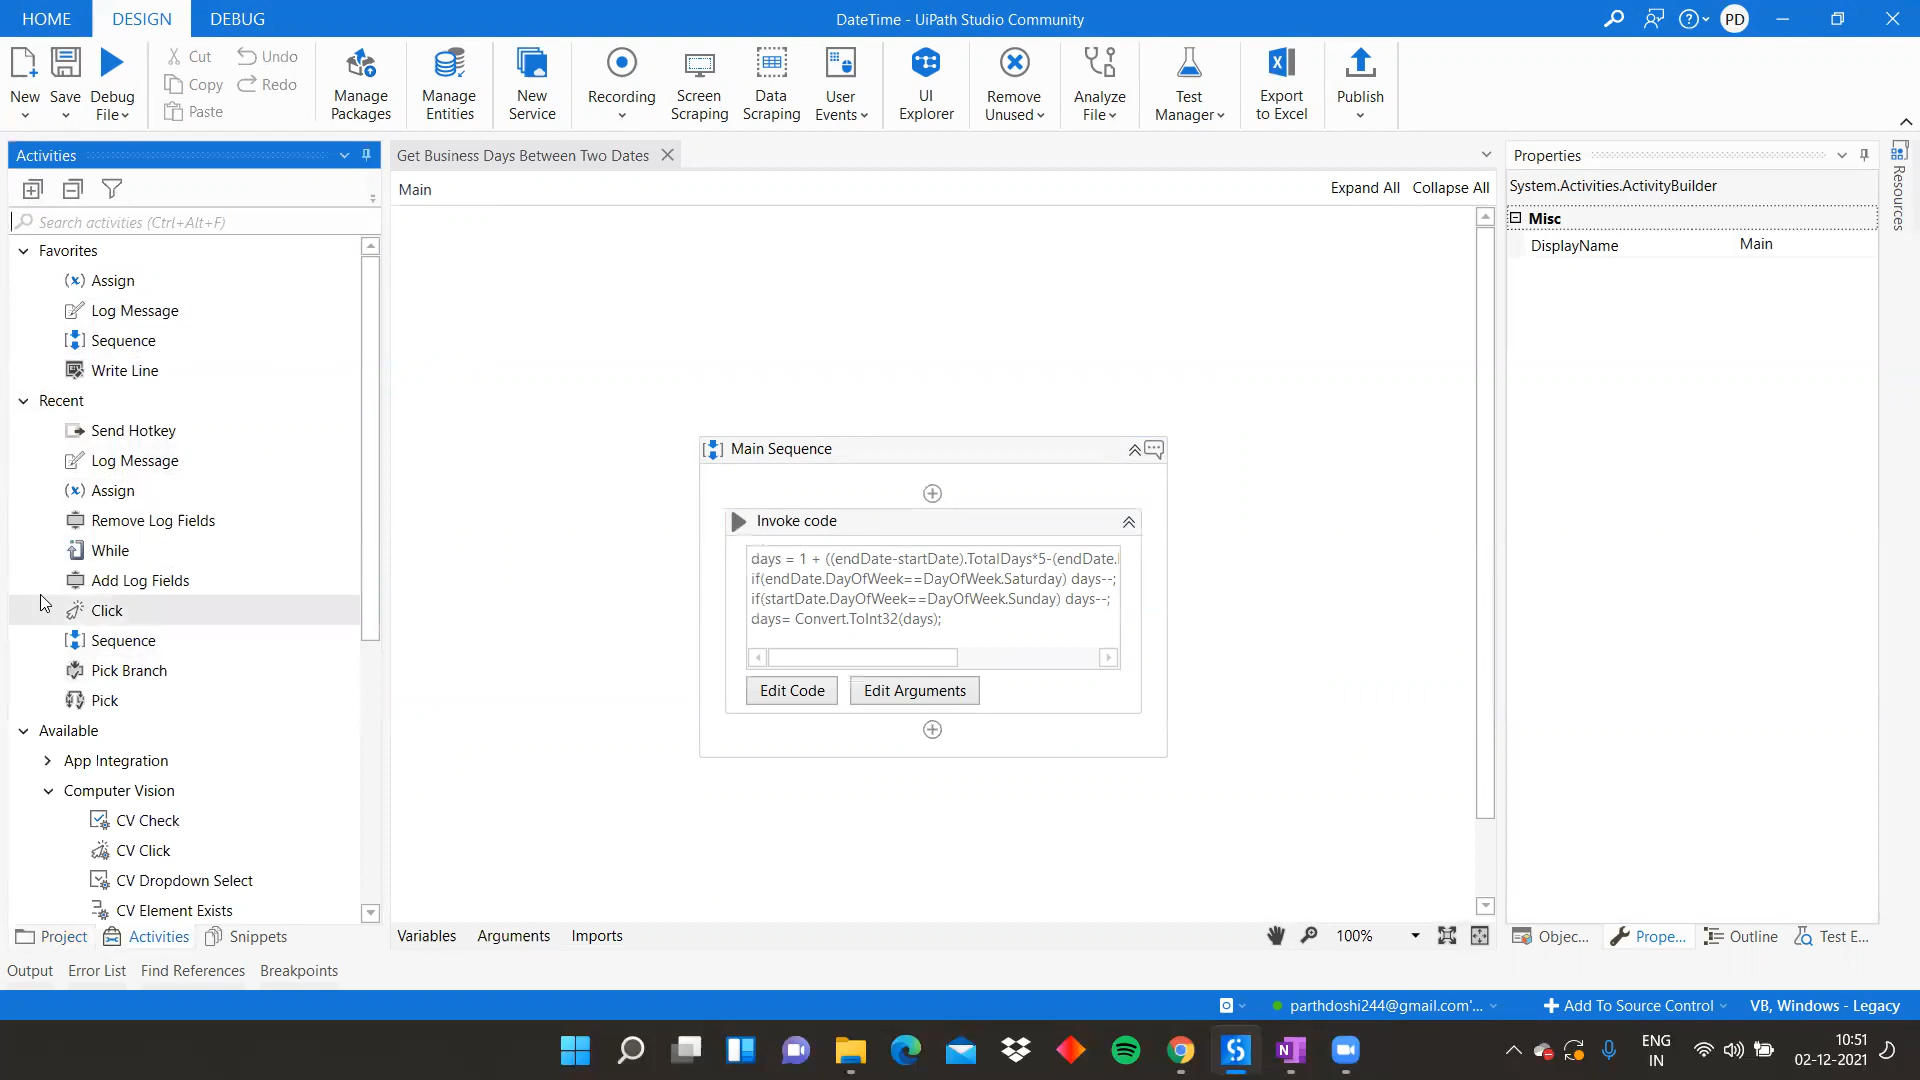 HOME
DESIGN
DEBUG
DateTime - UiPath Studio Community
PD
New
Save
Debug
File
Cut
Copy
Paste
Undo
Redo
Manage
Packages
Manage
Entities
New
Service
Recording
Screen
Scraping
Data
Scraping
User
Events
UI
Explorer
Remove
Unused
Analyze
File
Test
Manager
Export
to Excel
Publish
Activities
Search activities (Ctrl+Alt+F)
Favorites
Assign
Log Message
Sequence
Write Line
Recent
Send Hotkey
Log Message
Assign
Remove Log Fields
While
Add Log Fields
Click
Sequence
Pick Branch
Pick
Available
App Integration
Computer Vision
CV Check
CV Click
CV Dropdown Select
CV Element Exists
Project
Activities
Snippets
Get Business Days Between Two Dates
Main
Expand All
Collapse All
Main Sequence
Invoke code
days = 1 + ((endDate-startDate).TotalDays*5-(endDate.
if(endDate.DayOfWeek==DayOfWeek.Saturday) days--;
if(startDate.DayOfWeek==DayOfWeek.Sunday) days--;
days= Convert.ToInt32(days);
Edit Code
Edit Arguments
Variables
Arguments
Imports
100%
Properties
System.Activities.ActivityBuilder
Misc
DisplayName
Main
Resources
Objec...
Prope...
Outline
Test E...
Output
Error List
Find References
Breakpoints
parthdoshi244@gmail.com'...
Add To Source Control
VB, Windows - Legacy
ENG
IN
10:51
02-12-2021